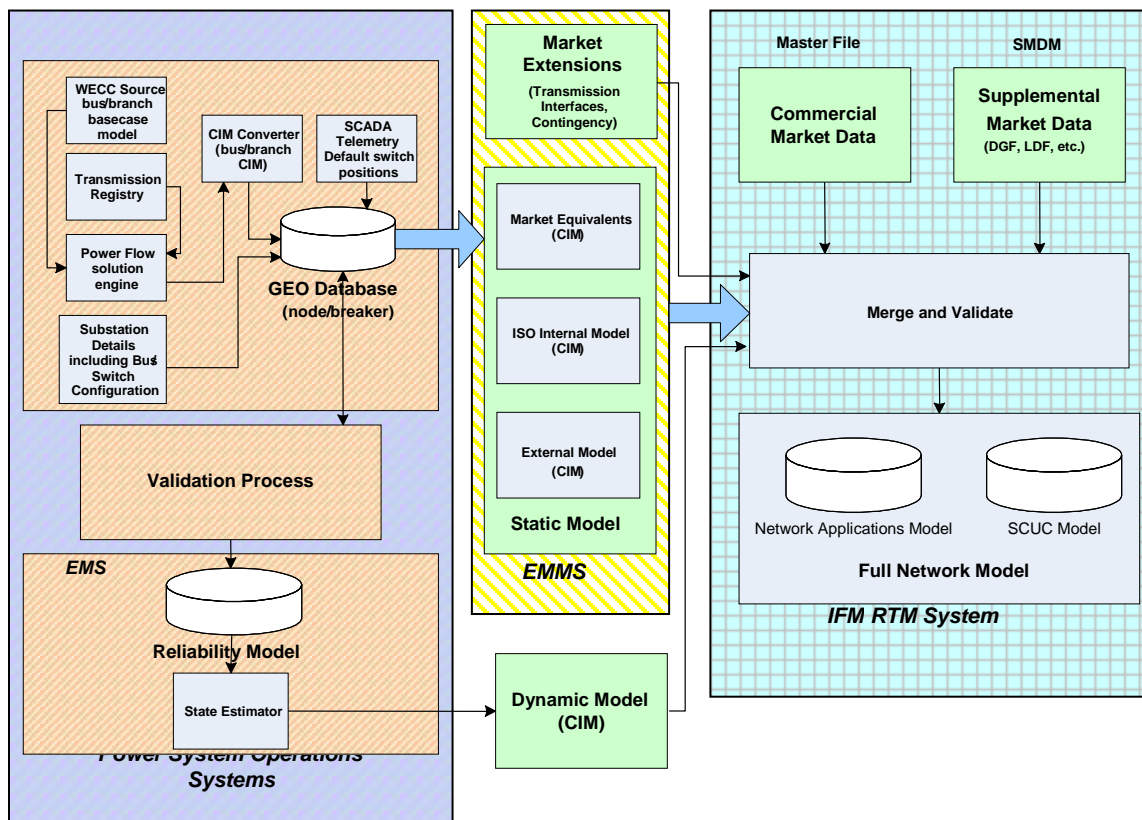 WECC Source
bus/branch
basecase
model
Transmission
Registry
Power Flow
solution
engine
Substation
Details
including Bus/
Switch
Configuration
CIM Converter
(bus/branch
CIM)
SCADA
Telemetry
Default switch
positions
GEO Database
(node/breaker)
Validation Process
EMS
Reliability Model
State Estimator
Power System Operations
Systems
Market
Extensions
(Transmission
Interfaces,
Contingency)
Market Equivalents
(CIM)
ISO Internal Model
(CIM)
External Model
(CIM)
Static Model
EMMS
Dynamic Model
(CIM)
Master File
SMDM
Commercial
Market Data
Supplemental
Market Data
(DGF, LDF, etc.)
Merge and Validate
Network Applications Model
SCUC Model
Full Network Model
IFM RTM System